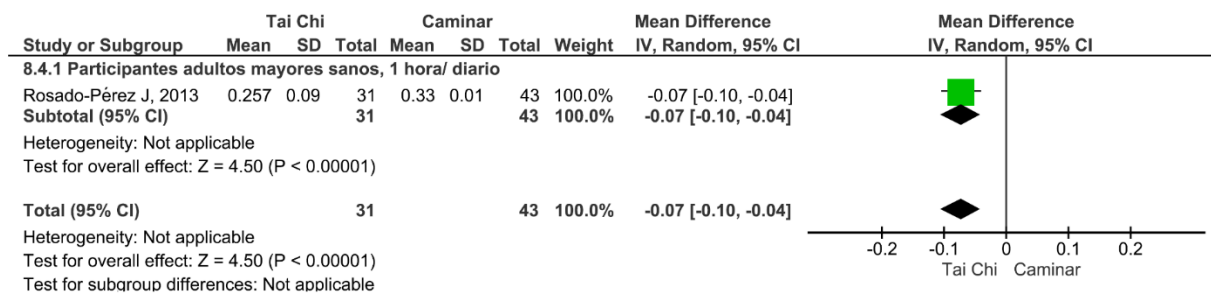 Tai Chi Caminar Mean Difference Mean Difference
Study or Subgroup Mean SD Total Mean SD Total Weight IV, Random, 95% CI IV, Random, 95% CI
8.4.1 Participantes adultos mayores sanos, 1 hora/ diario
Rosado-Pérez J, 2013 0.257 0.09 31 0.33 0.01 43 100.0% -0.07 [-0.10, -0.04]
Subtotal (95% CI) 31 43 100.0% -0.07 [-0.10, -0.04]
Heterogeneity: Not applicable
Test for overall effect: Z = 4.50 (P < 0.00001)
Total (95% CI) 31 43 100.0% -0.07 [-0.10, -0.04]
Heterogeneity: Not applicable
Test for overall effect: Z = 4.50 (P < 0.00001)
Test for subgroup differences: Not applicable
-0.2 -0.1 0 0.1 0.2
Tai Chi Caminar